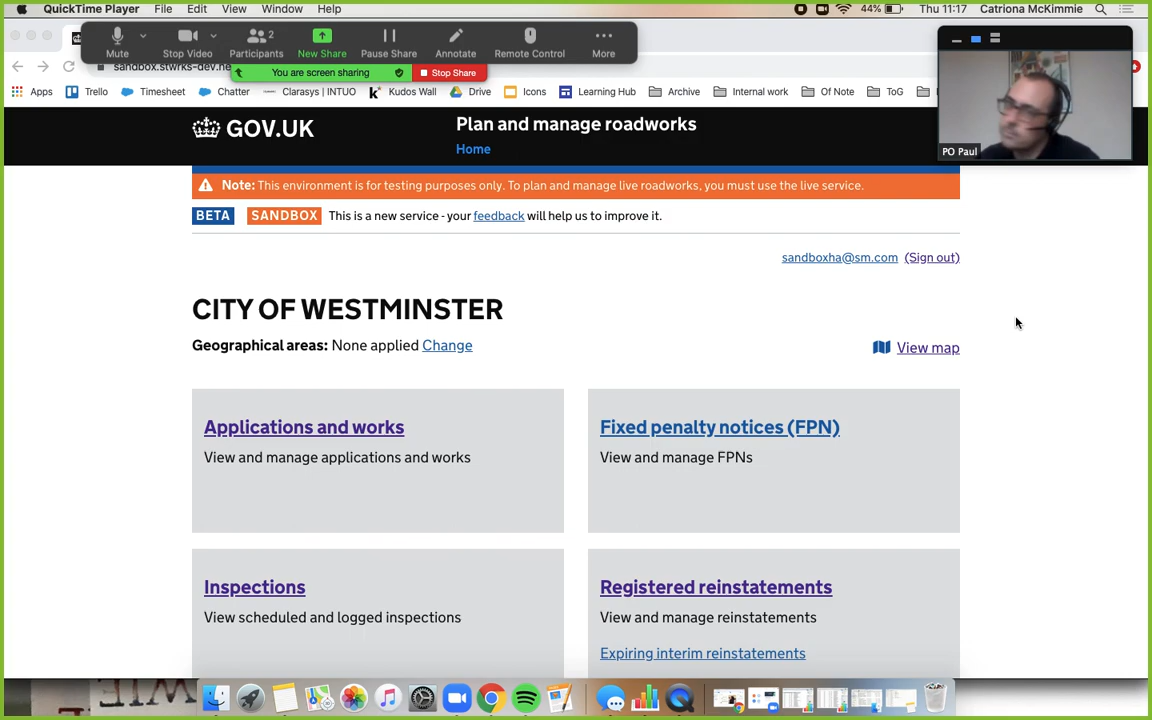 QuickTime Player File Edit View Window Help 44% Thu 11:17 Catriona McKimmie
Mute Stop Video Participants 2 New Share Pause Share Annotate Remote Control More
sandbox.stwrks-dev.ne
You are screen sharing Stop Share
Apps Trello Timesheet Chatter Clarasys | INTUO Kudos Wall Drive Icons Learning Hub Archive Internal work Of Note ToG
PO Paul
GOV.UK Plan and manage roadworks
Home
Note: This environment is for testing purposes only. To plan and manage live roadworks, you must use the live service.
BETA SANDBOX This is a new service - your feedback will help us to improve it.
sandboxha@sm.com (Sign out)
CITY OF WESTMINSTER
Geographical areas: None applied Change
View map
Applications and works
View and manage applications and works
Fixed penalty notices (FPN)
View and manage FPNs
Inspections
View scheduled and logged inspections
Registered reinstatements
View and manage reinstatements
Expiring interim reinstatements